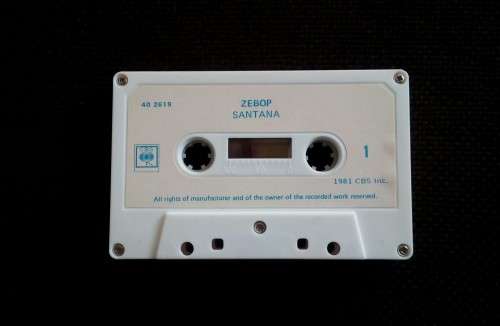 40 2619
ZEBOP
SANTANA
1
1981 CBS Inc.
All rights of manufacturer and of the owner of the recorded work reserved.